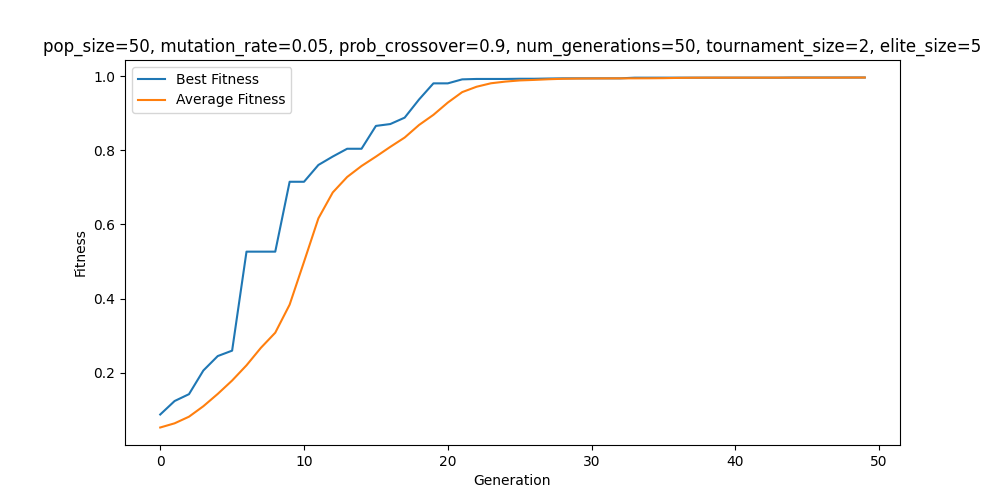 pop_size=50, mutation_rate=0.05, prob_crossover=0.9, num_generations=50, tournament_size=2, elite_size=5
Best Fitness
Average Fitness
1.0
0.8
0.6
0.4
0.2
Fitness
0 10 20 30 40 50
Generation